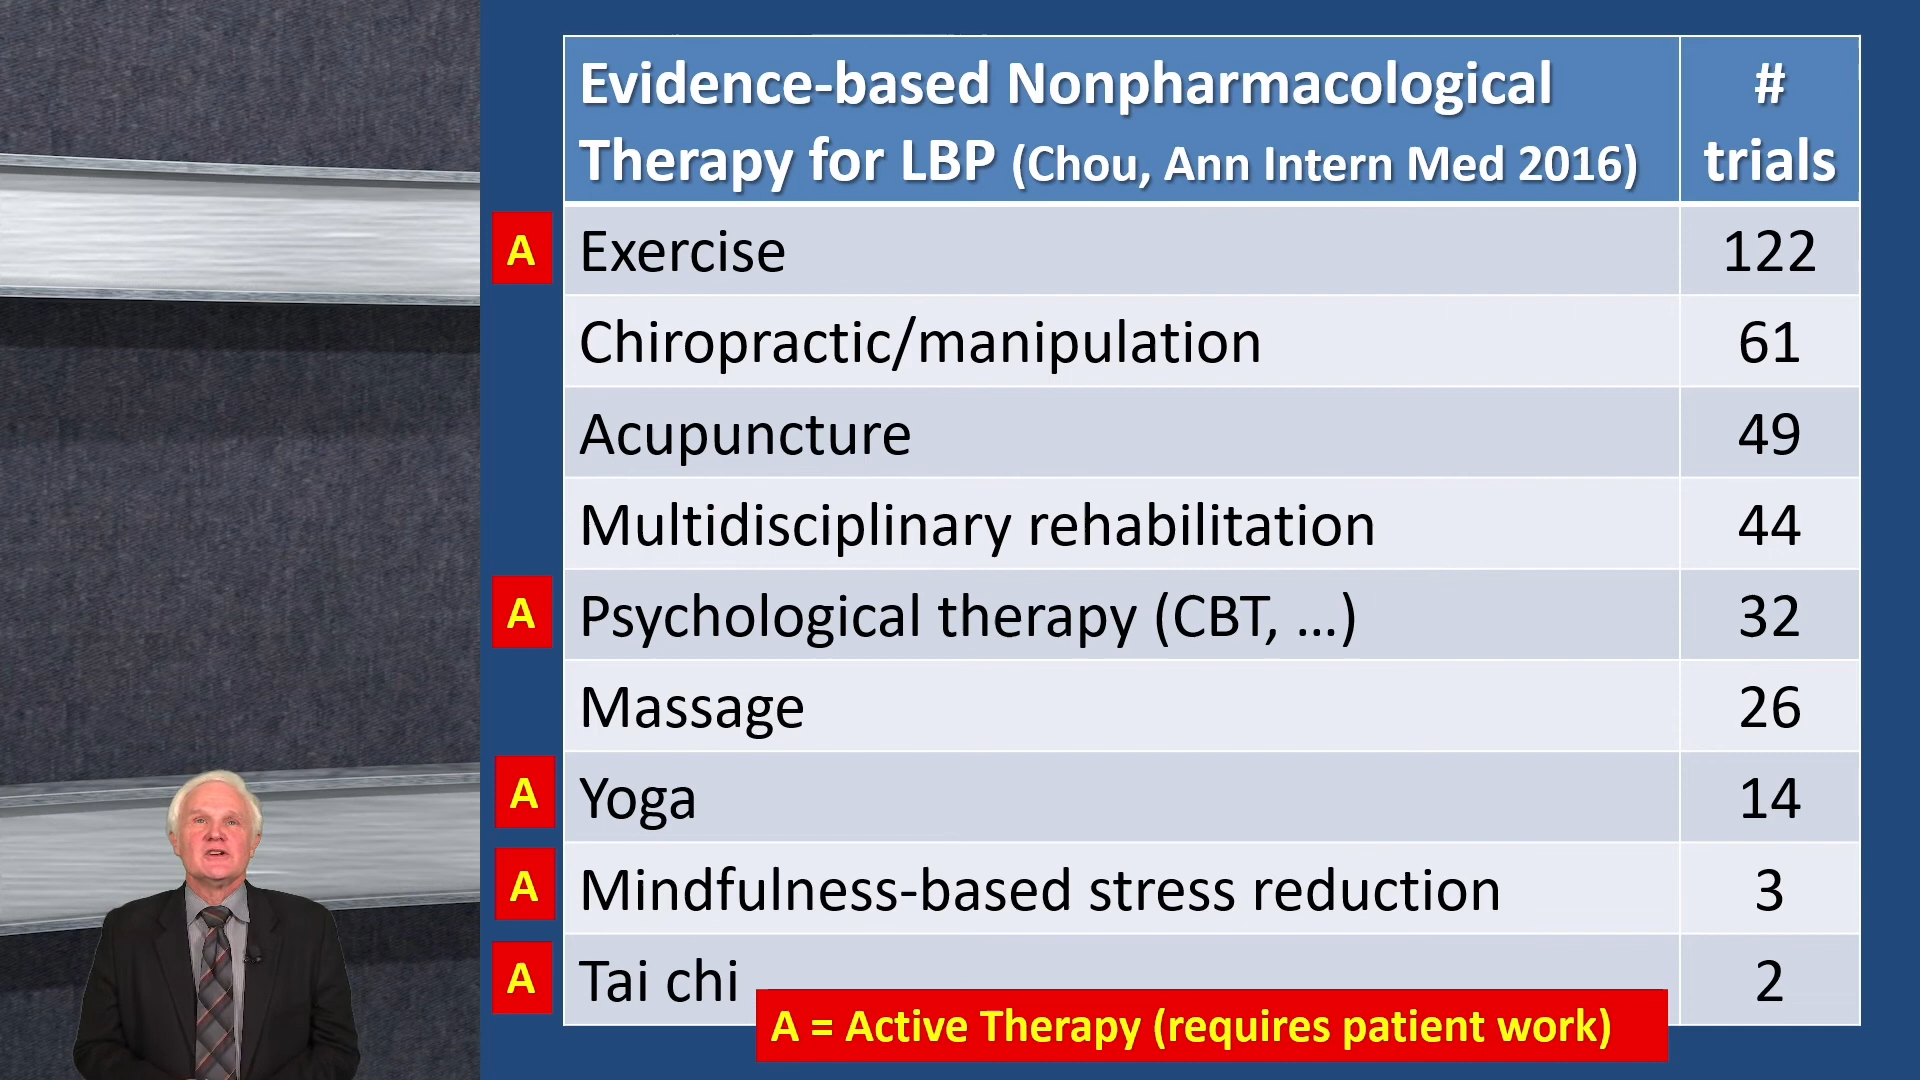 Evidence-based Nonpharmacological
Therapy for LBP (Chou, Ann Intern Med 2016)
#
trials
A Exercise 122
Chiropractic/manipulation 61
Acupuncture 49
Multidisciplinary rehabilitation 44
A Psychological therapy (CBT, ...) 32
Massage 26
A Yoga 14
A Mindfulness-based stress reduction 3
A Tai chi 2
A = Active Therapy (requires patient work)